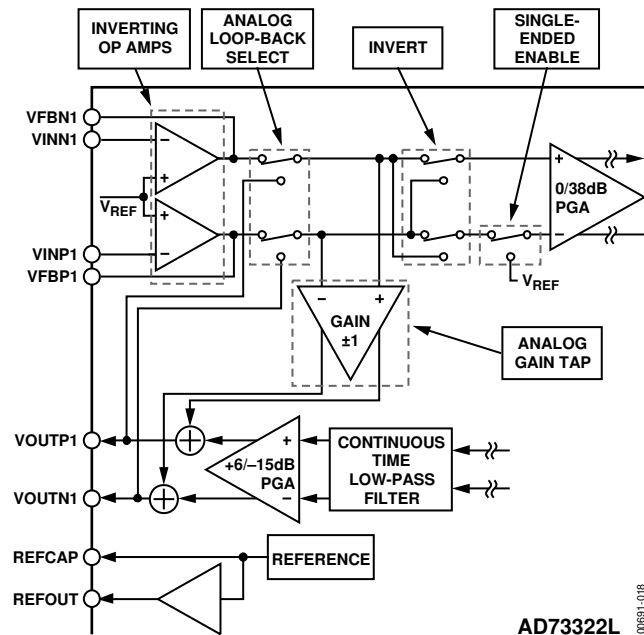 INVERTING
OP AMPS
ANALOG
LOOP-BACK
SELECT
INVERT
SINGLE-
ENDED
ENABLE
VFBN1
VINN1
VREF
VINP1
VFBP1
–
+
+
–
+
0/38dB
PGA
–
VREF
–
+
GAIN
±1
ANALOG
GAIN TAP
VOUTP1
VOUTN1
+
+6/–15dB
PGA
–
CONTINUOUS
TIME
LOW-PASS
FILTER
REFCAP
REFERENCE
REFOUT
AD73322L
00691-018